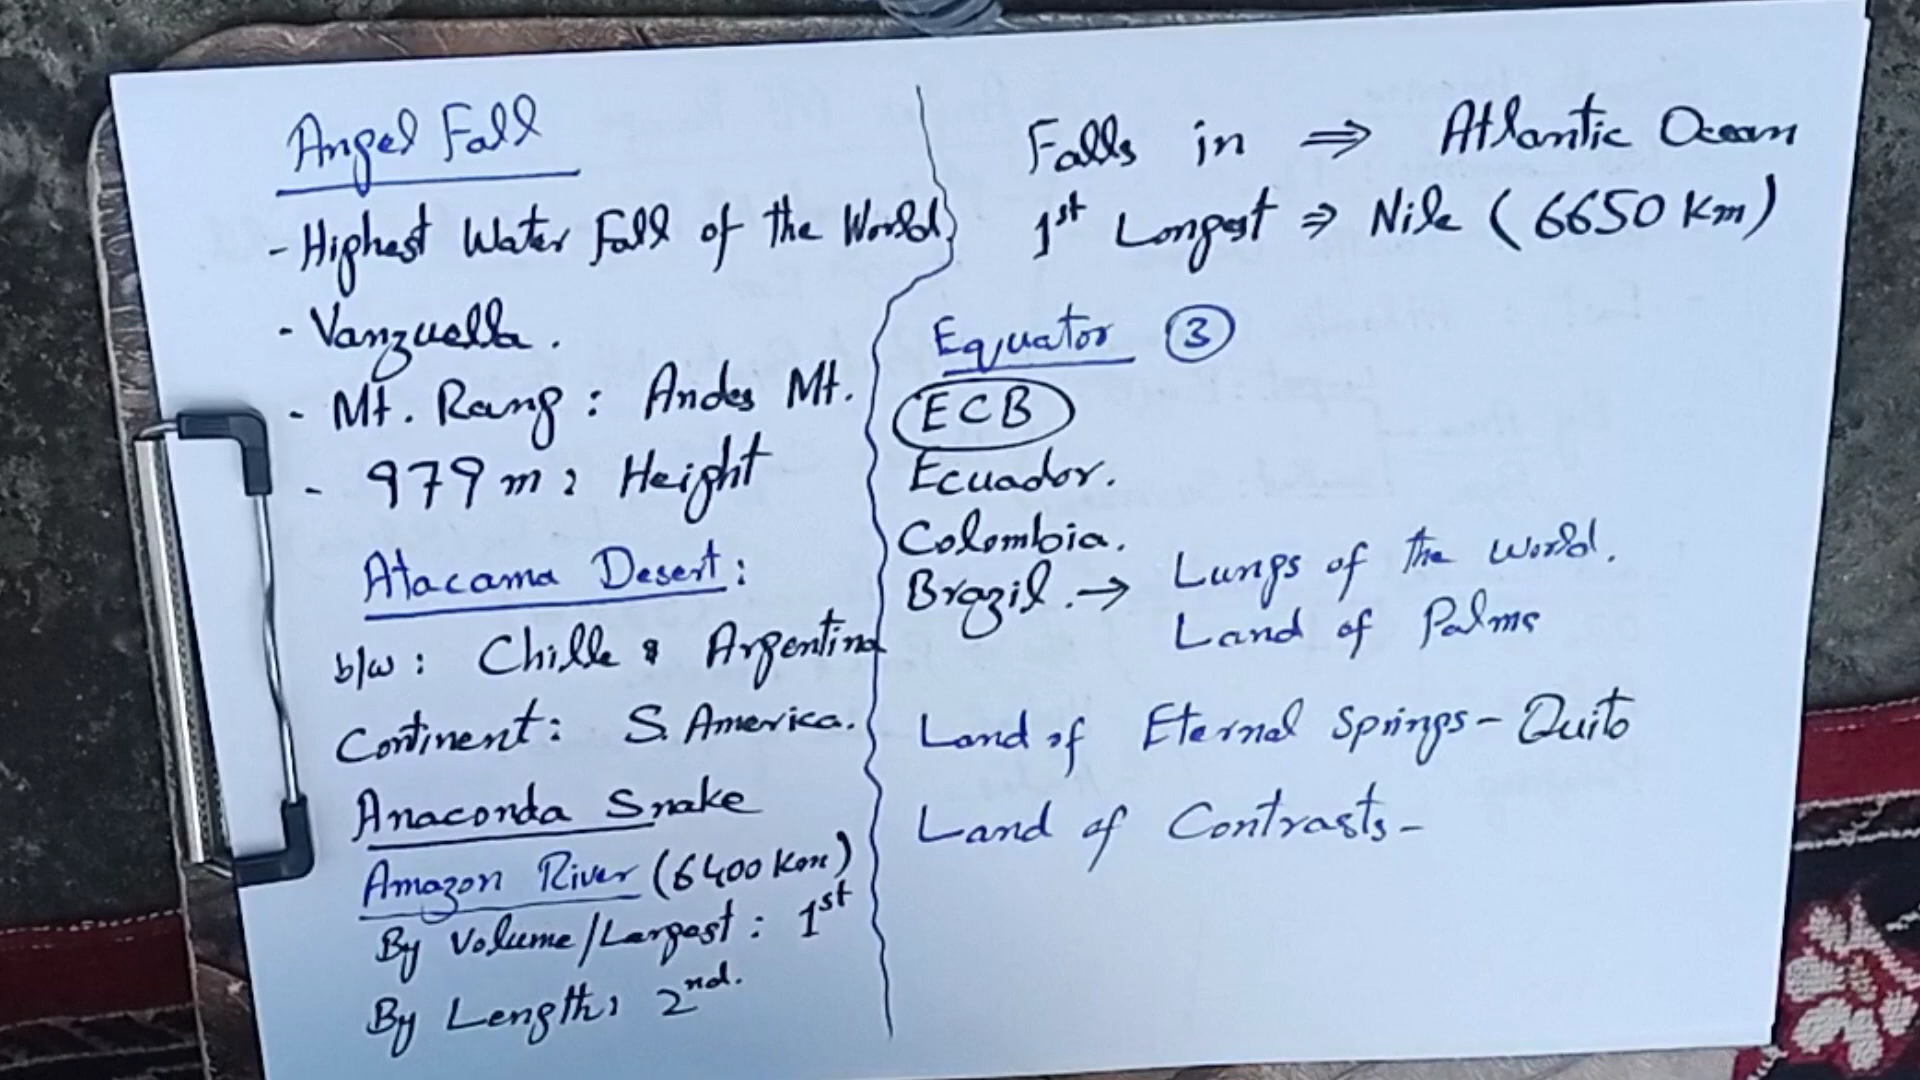 Angel Fall
- Highest Water Fall of the World
- Vanzuella.
- Mt. Rang : Andes Mt.
- 979 m : Height
Atacama Desert :
b/w : Chille & Argentina
Continent : S. America.
Anaconda Snake
Amazon River (6400 Km)
By Volume/Largest : 1st
By Length : 2nd.
Falls in ⇒ Atlantic Ocean
1st Longest ⇒ Nile (6650 Km)
Equator ③
ECB
Ecuador.
Colombia.
Brazil. → Lungs of the World.
Land of Palms
Land of Eternal Springs - Quito
Land of Contrasts -